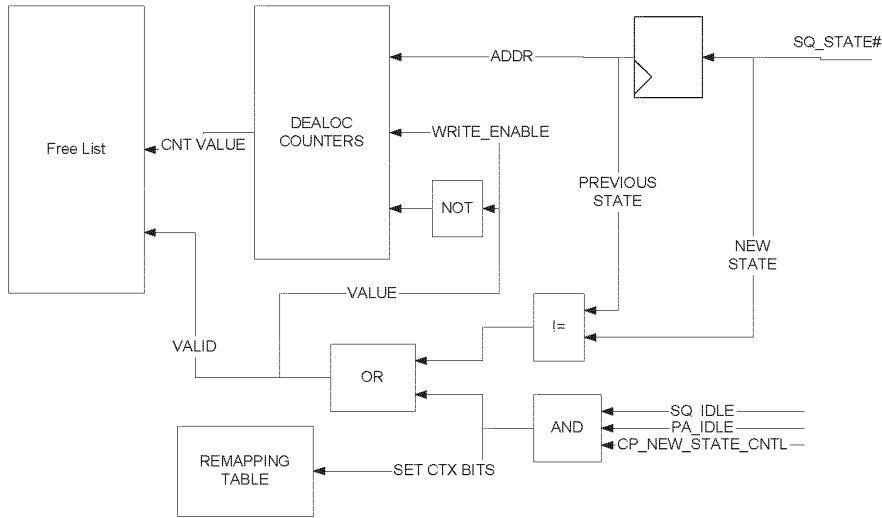 SQ_STATE#
ADDR
DEALOC
COUNTERS
WRITE_ENABLE
Free List
CNT VALUE
PREVIOUS
STATE
NOT
NEW
STATE
VALUE
!=
VALID
OR
SQ_IDLE
AND
PA_IDLE
CP_NEW_STATE_CNTL
REMAPPING
TABLE
SET CTX BITS